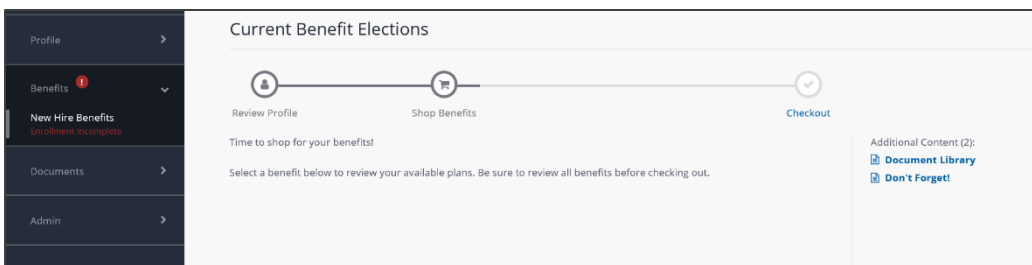 Profile
Benefits
New Hire Benefits
Enrollment Incomplete
Documents
Admin
Current Benefit Elections
Review Profile
Shop Benefits
Checkout
Time to shop for your benefits!
Select a benefit below to review your available plans. Be sure to review all benefits before checking out.
Additional Content (2):
Document Library
Don't Forget!